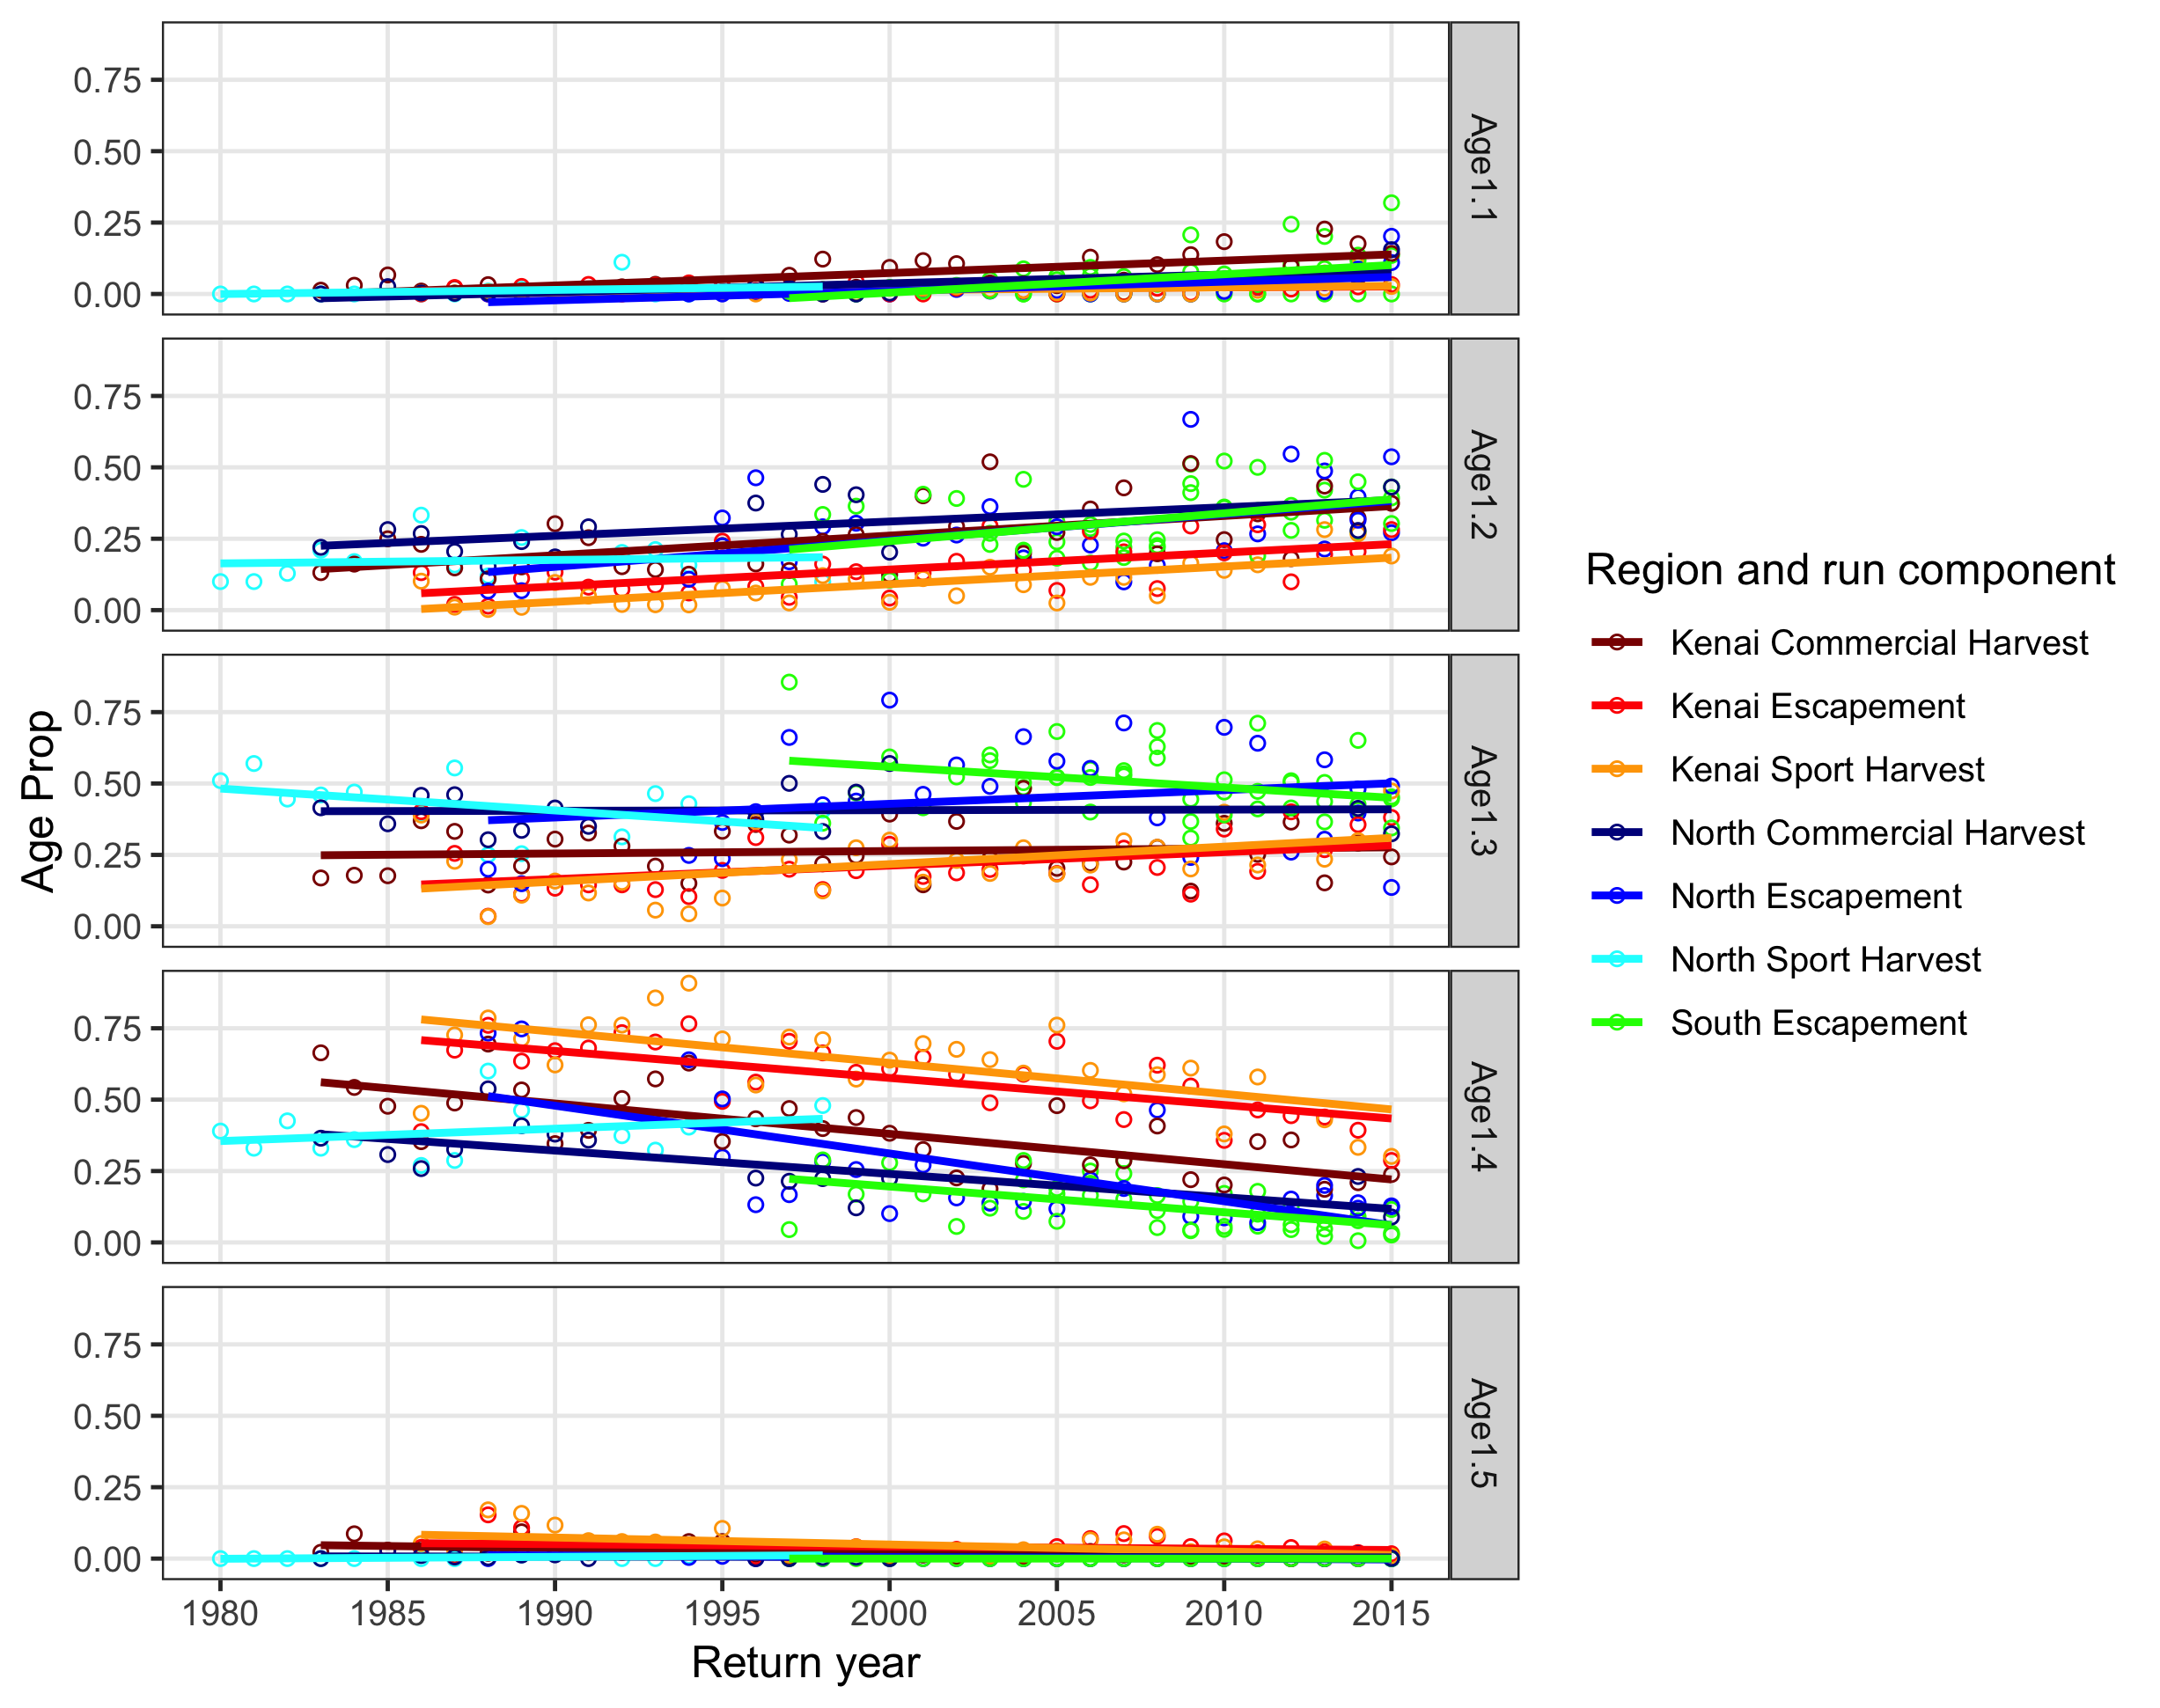 0.75
0.50
0.25
0.00
Age1.1
0.75
0.50
0.25
0.00
Age1.2
Age Prop
0.75
0.50
0.25
0.00
Age1.3
0.75
0.50
0.25
0.00
Age1.4
0.75
0.50
0.25
0.00
Age1.5
1980 1985 1990 1995 2000 2005 2010 2015
Return year
Region and run component
Kenai Commercial Harvest
Kenai Escapement
Kenai Sport Harvest
North Commercial Harvest
North Escapement
North Sport Harvest
South Escapement